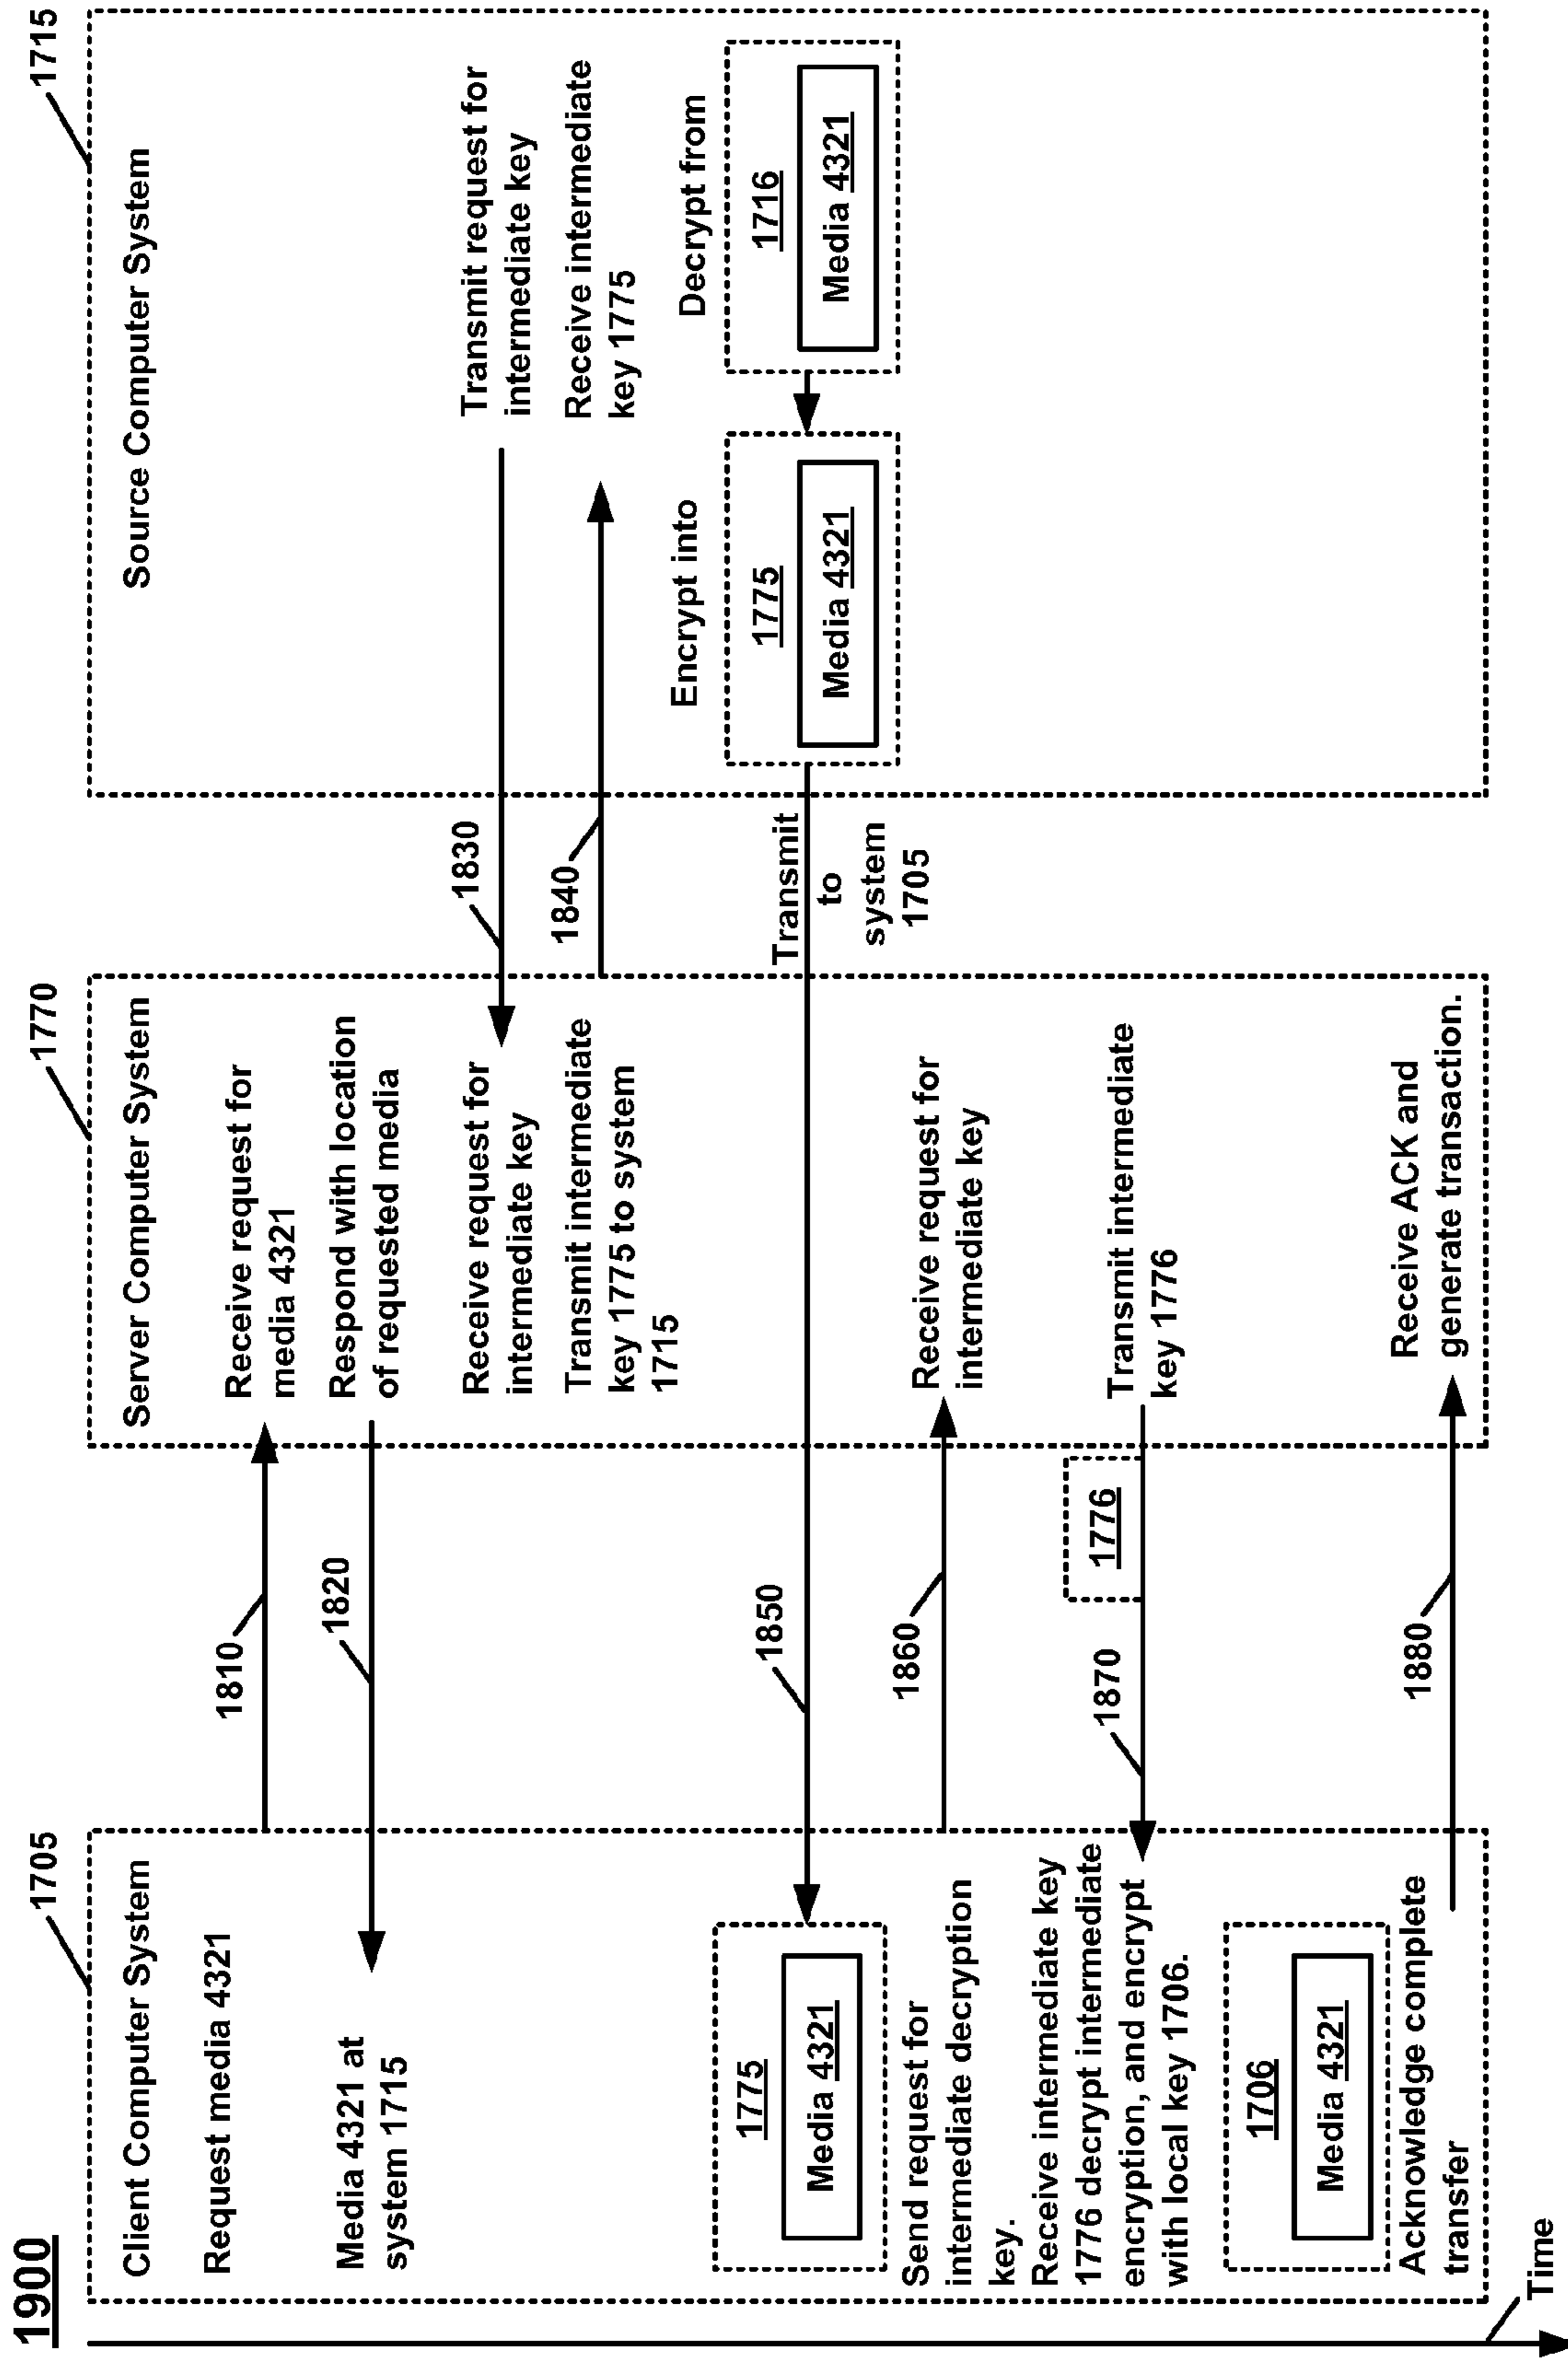 1900
1705
Client Computer System
Request media 4321
Media 4321 at
system 1715
1775
Media 4321
Send request for
intermediate decryption
key.
Receive intermediate key
1776 decrypt intermediate
encryption, and encrypt
with local key 1706.
1706
Media 4321
Acknowledge complete
transfer
Time
1810
1820
1850
1860
1870
1776
1880
1770
Server Computer System
Receive request for
media 4321
Respond with location
of requested media
Receive request for
intermediate key
Transmit intermediate
key 1775 to system
1715
Receive request for
intermediate key
Transmit intermediate
key 1776
Receive ACK and
generate transaction.
1830
1840
Transmit
to
system
1705
1715
Source Computer System
Transmit request for
intermediate key
Receive intermediate
key 1775
Encrypt into
1775
Media 4321
Decrypt from
1716
Media 4321